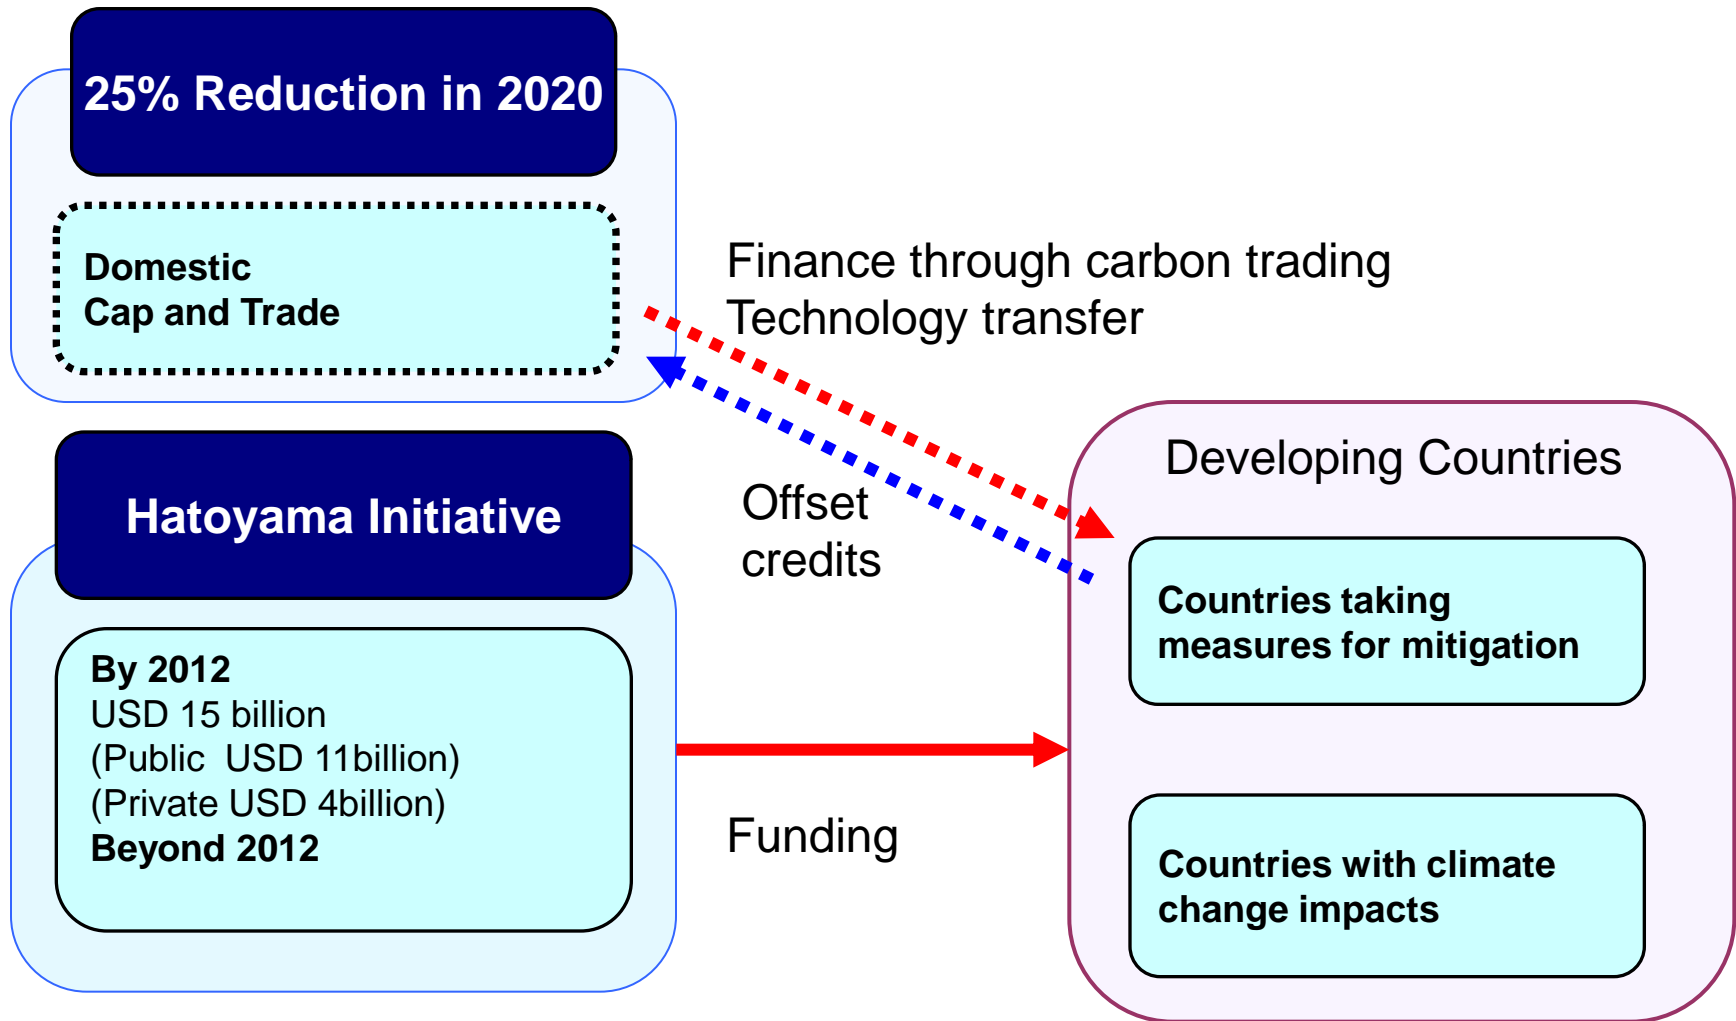 25% Reduction in 2020
Domestic
Cap and Trade
Finance through carbon trading
Technology transfer
Offset
credits
Hatoyama Initiative
By 2012
USD 15 billion
(Public  USD 11billion)
(Private USD 4billion)
Beyond 2012
Funding
Developing Countries
Countries taking
measures for mitigation
Countries with climate
change impacts